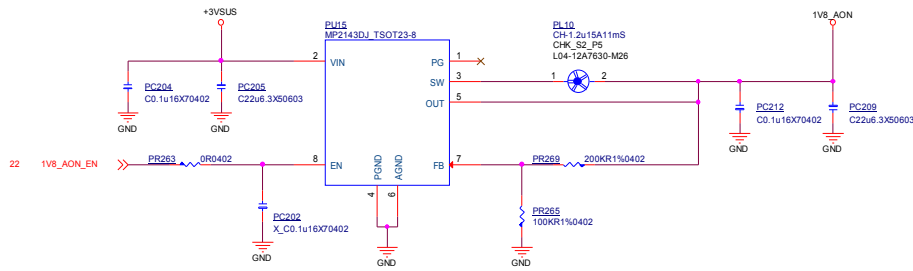 +3VSUS
1V8_AON
PU15
MP2143DJ_TSOT23-8
PL10
CH-1.2u15A11mS
CHK_S2_P5
L04-12A7630-M26
2
VIN
PG
1
SW
3
1
2
OUT
5
PC204
C0.1u16X70402
PC205
C22u6.3X50603
PC212
C0.1u16X70402
PC209
C22u6.3X50603
GND
GND
GND
GND
22
1V8_AON_EN
PR263
0R0402
8
EN
FB
7
PR269
200KR1%0402
PGND
AGND
4
6
PC202
X_C0.1u16X70402
PR265
100KR1%0402
GND
GND
GND